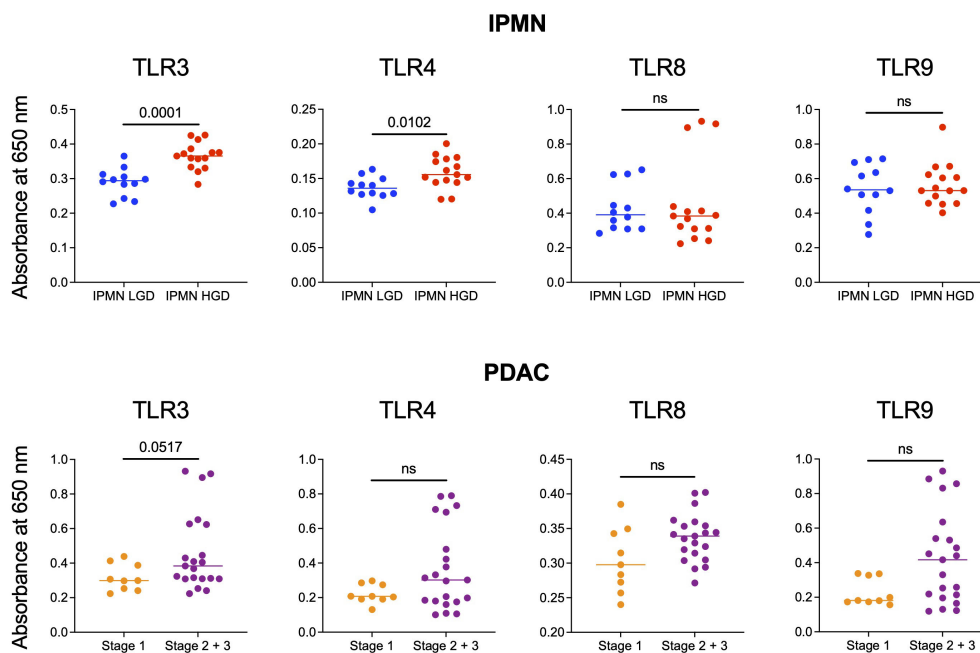 IPMN
TLR3
TLR4
TLR8
TLR9
Absorbance at 650 nm
0.5
0.4
0.3
0.2
0.1
0.0
0.0001
IPMN LGD IPMN HGD
0.25
0.20
0.15
0.10
0.05
0.00
0.0102
IPMN LGD IPMN HGD
1.0
0.8
0.6
0.4
0.2
0.0
ns
IPMN LGD IPMN HGD
1.0
0.8
0.6
0.4
0.2
0.0
ns
IPMN LGD IPMN HGD
PDAC
TLR3
TLR4
TLR8
TLR9
Absorbance at 650 nm
1.0
0.8
0.6
0.4
0.2
0.0
0.0517
Stage 1 Stage 2 + 3
1.0
0.8
0.6
0.4
0.2
0.0
ns
Stage 1 Stage 2 + 3
0.45
0.40
0.35
0.30
0.25
0.20
ns
Stage 1 Stage 2 + 3
1.0
0.8
0.6
0.4
0.2
0.0
ns
Stage 1 Stage 2 + 3